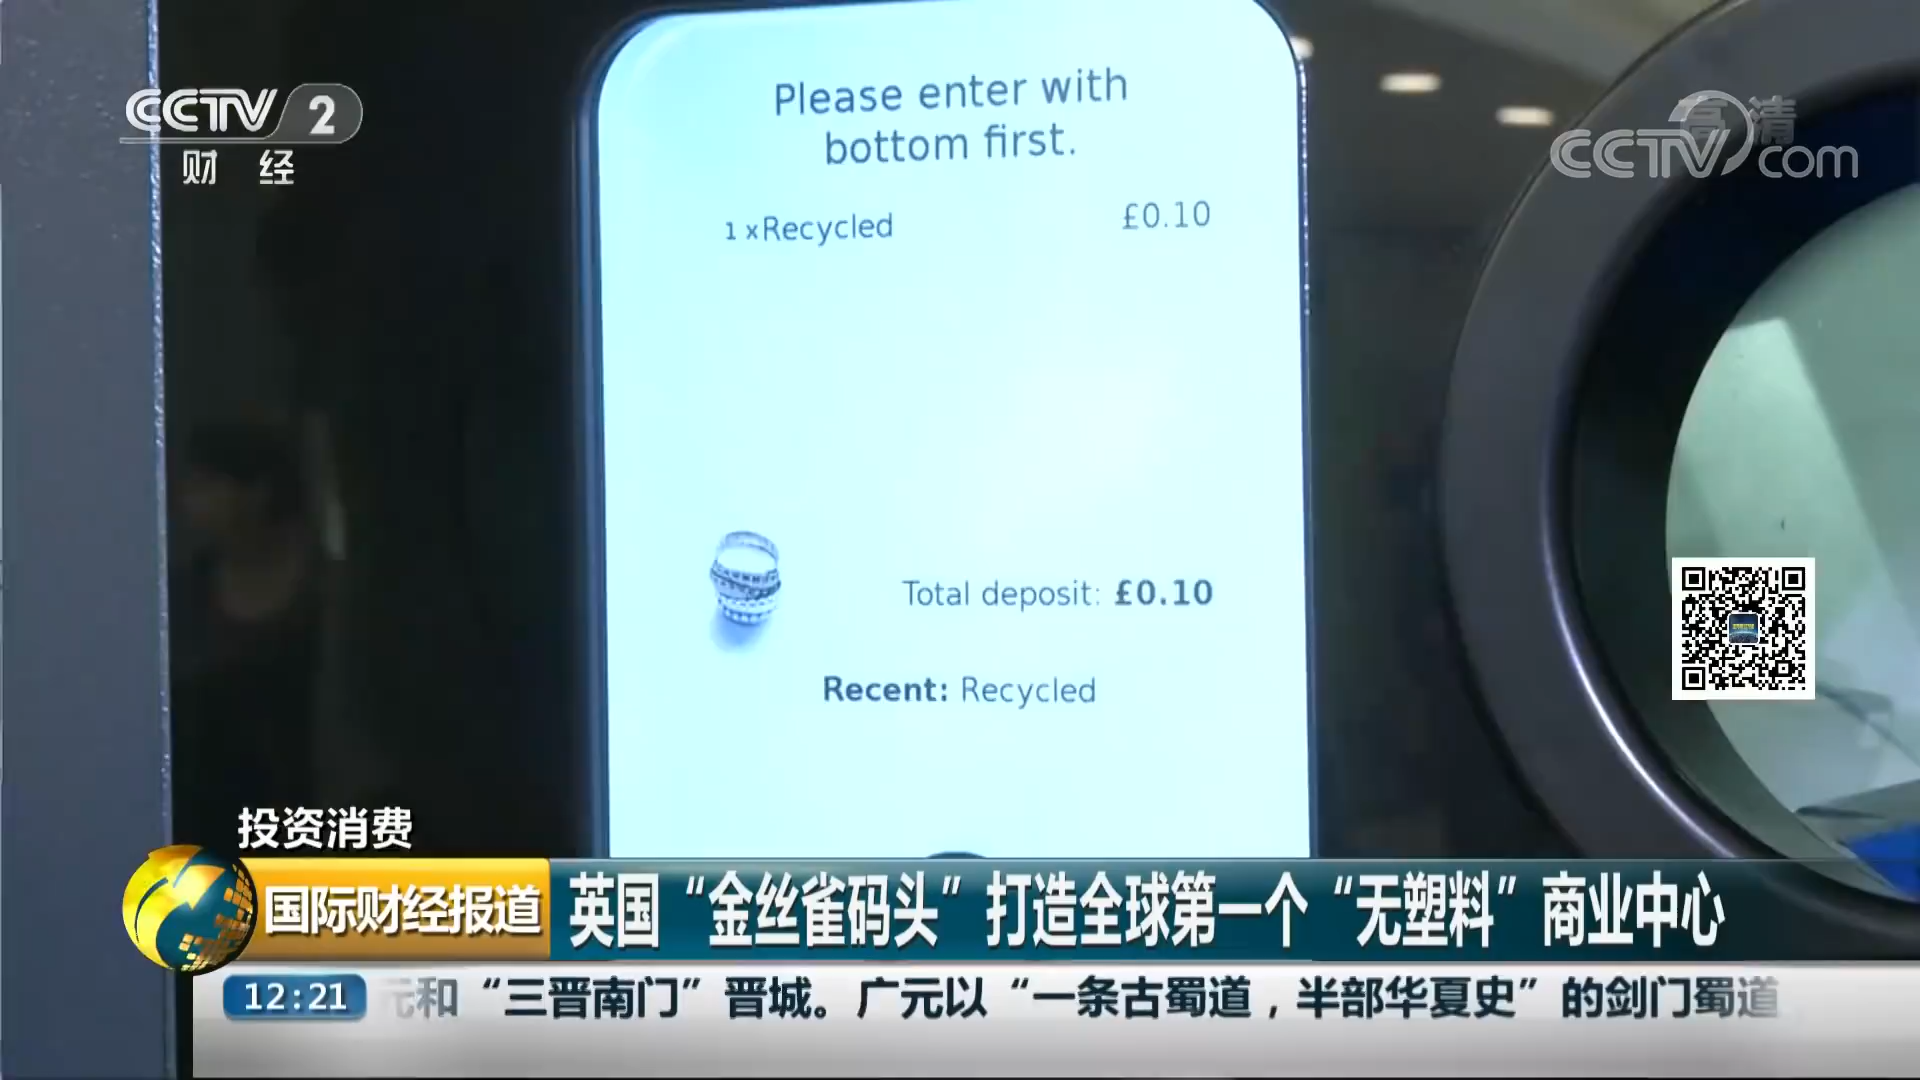 CCTV 2
财 经
高清
CCTV com
Please enter with
bottom first.
1 xRecycled £0.10
Total deposit: £0.10
Recent: Recycled
投资消费
国际财经报道
英国“金丝雀码头”打造全球第一个“无塑料”商业中心
12:21 元和“三晋南门”晋城。广元以“一条古蜀道，半部华夏史”的剑门蜀道